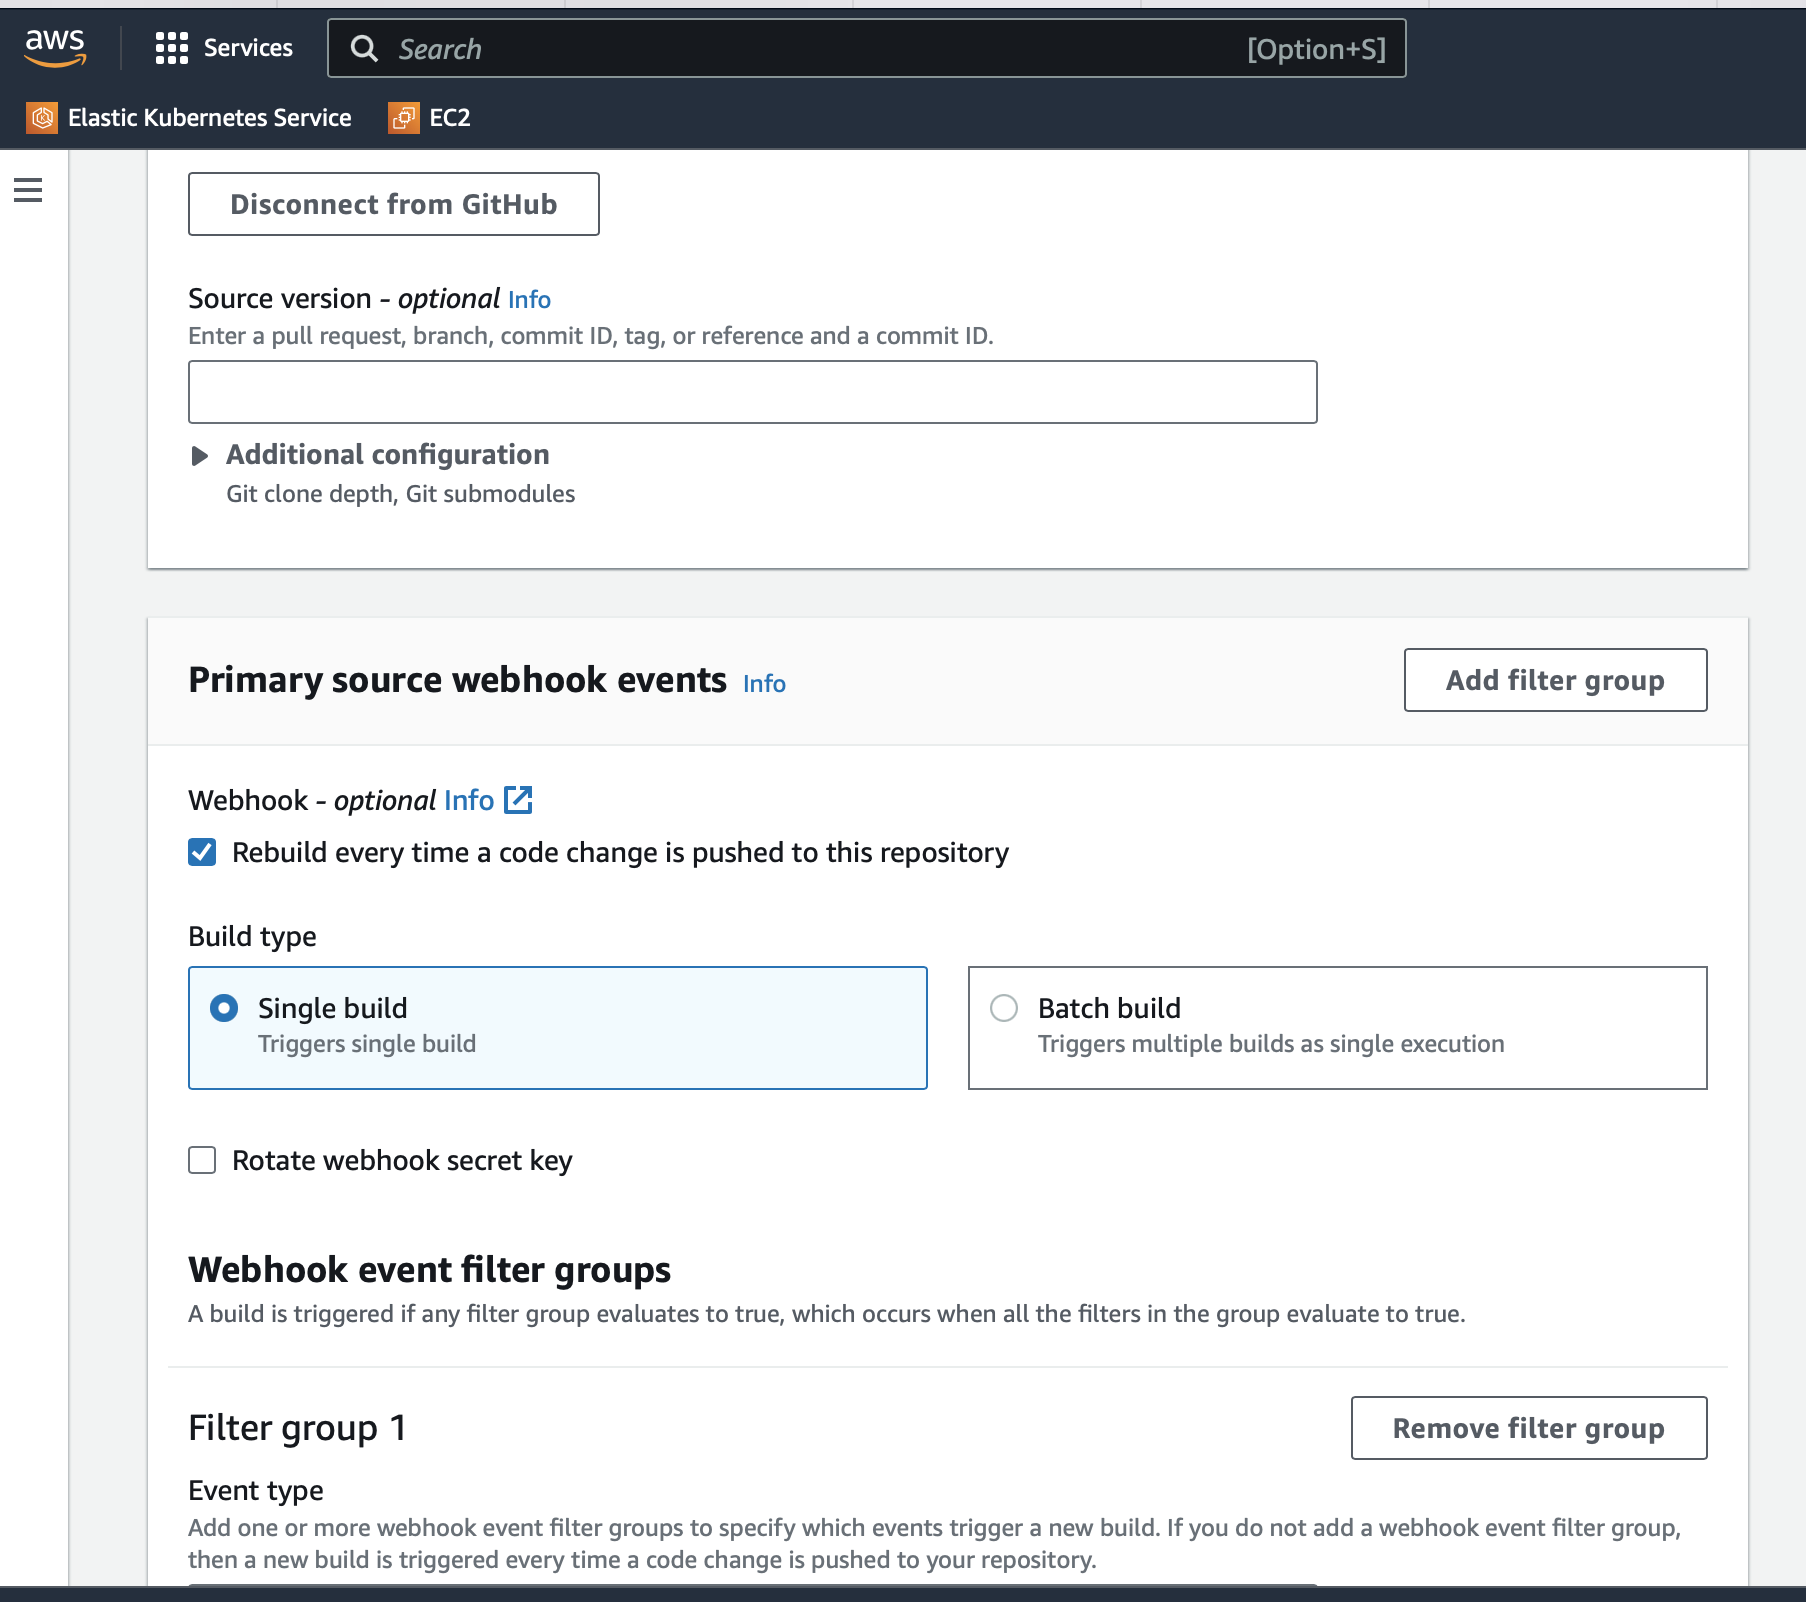 aws
Services
Search
[Option+S]
Elastic Kubernetes Service
EC2
Disconnect from GitHub
Source version - optional Info
Enter a pull request, branch, commit ID, tag, or reference and a commit ID.
Additional configuration
Git clone depth, Git submodules
Primary source webhook events Info
Add filter group
Webhook - optional Info
Rebuild every time a code change is pushed to this repository
Build type
Single build
Triggers single build
Batch build
Triggers multiple builds as single execution
Rotate webhook secret key
Webhook event filter groups
A build is triggered if any filter group evaluates to true, which occurs when all the filters in the group evaluate to true.
Filter group 1
Remove filter group
Event type
Add one or more webhook event filter groups to specify which events trigger a new build. If you do not add a webhook event filter group,
then a new build is triggered every time a code change is pushed to your repository.